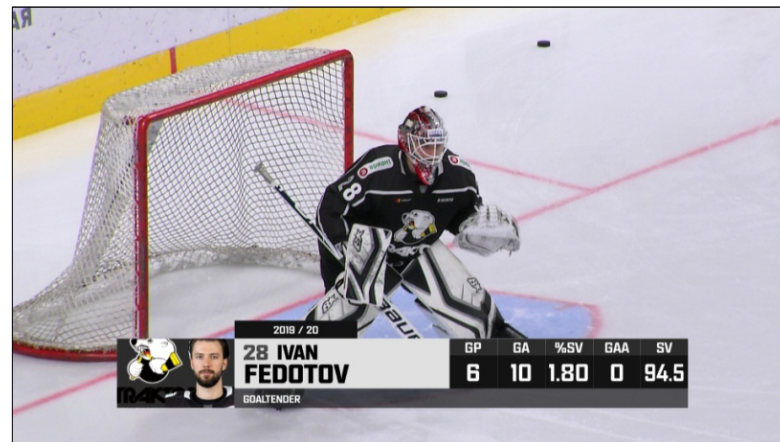 28
BAUER
2019 / 20
28 IVAN
FEDOTOV
GOALTENDER
GP GA %SV GAA SV
6 10 1.80 0 94.5